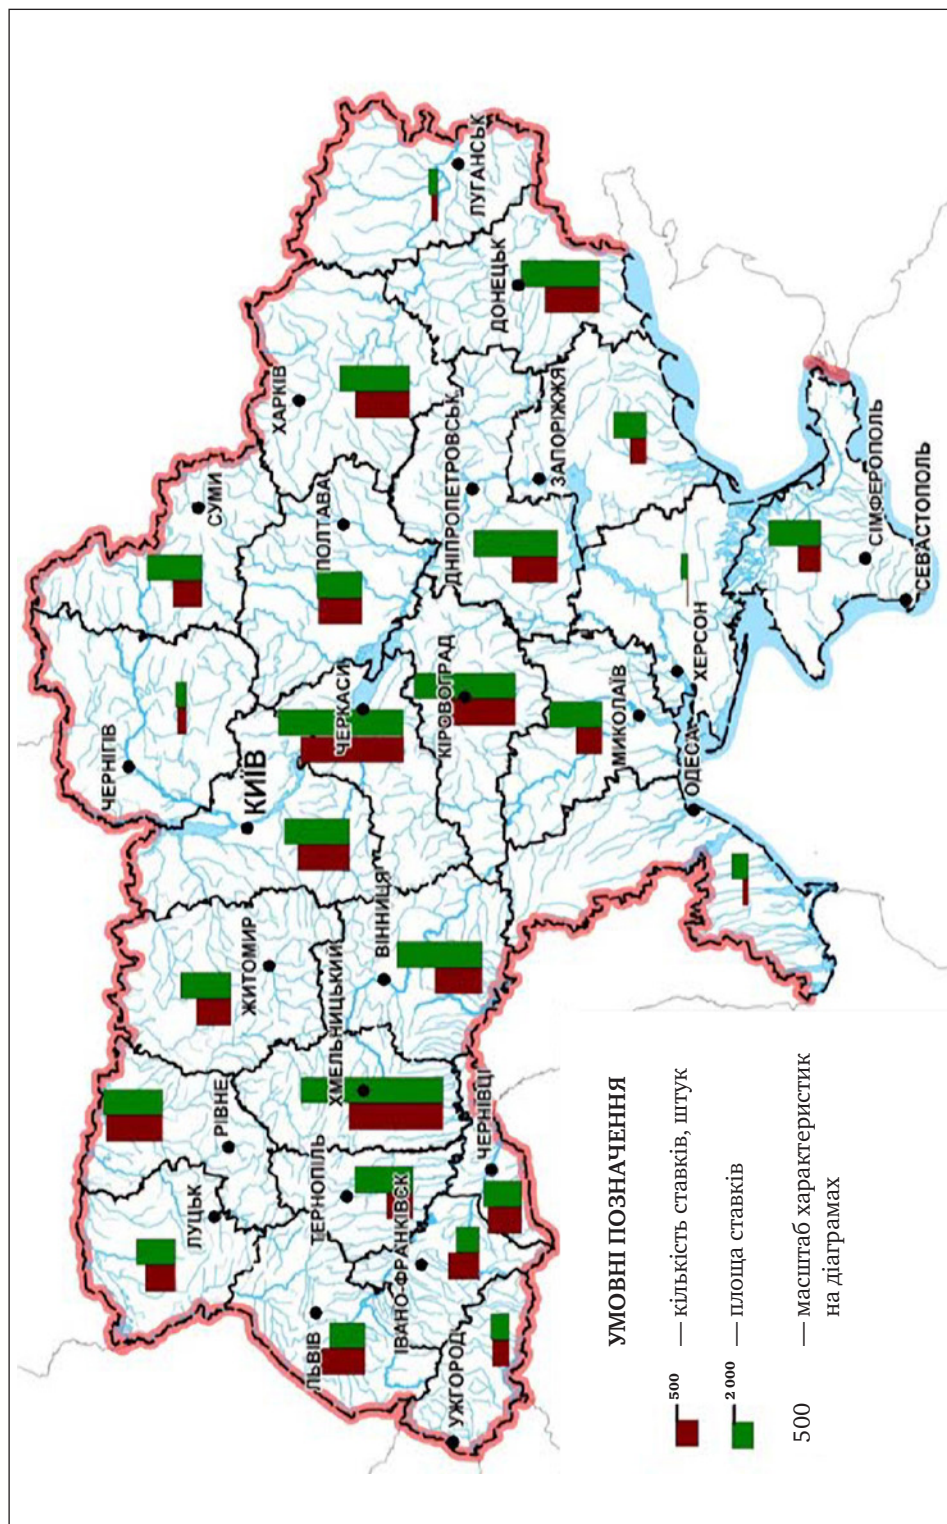 ЧЕРНІГІВ
СУМИ
ХАРКІВ
ЛУГАНСЬК
ЛУЦЬК
РІВНЕ
ЖИТОМИР
КИЇВ
ПОЛТАВА
ЛЬВІВ
ТЕРНОПІЛЬ
ХМЕЛЬНИЦЬКИЙ
ВІННИЦЯ
ЧЕРКАСИ
ДНІПРОПЕТРОВСЬК
ДОНЕЦЬК
УЖГОРОД
ІВАНО-ФРАНКІВСК
ЧЕРНІВЦІ
КІРОВОГРАД
ЗАПОРІЖЖЯ
МИКОЛАЇВ
ОДЕСА
ХЕРСОН
СІМФЕРОПОЛЬ
СЕВАСТОПОЛЬ
УМОВНІ ПОЗНАЧЕННЯ
500 — кількість ставків, штук
2 000 — площа ставків
500 — масштаб характеристик
на діаграмах